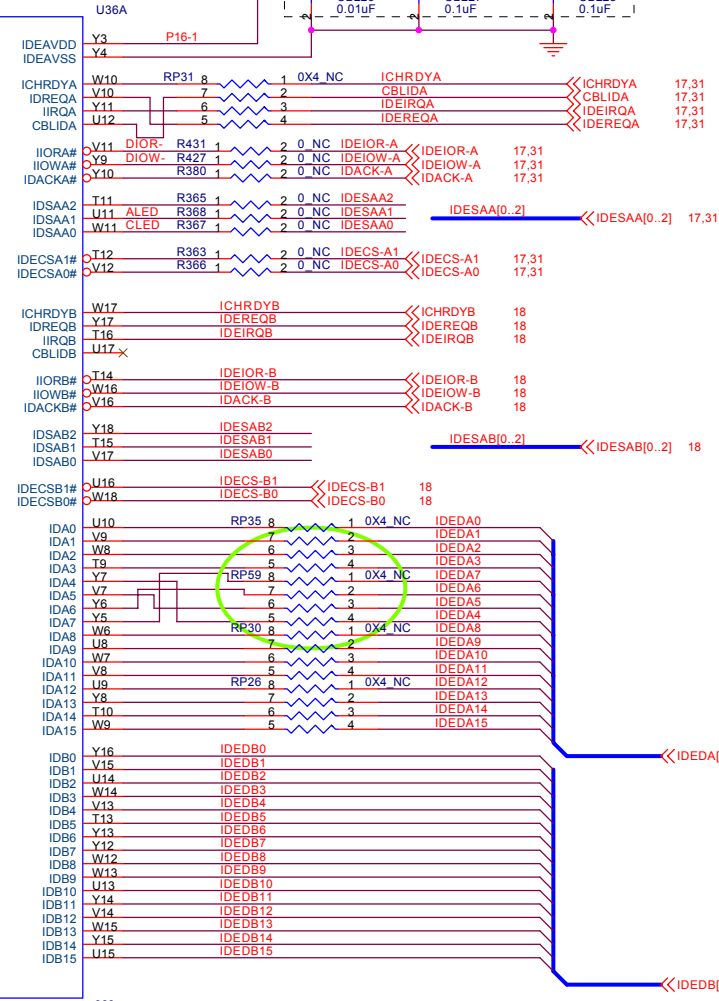 U36A
0.01uF 0.1uF 0.1uF
2 2 2
IDEAVDD Y3 P16-1
IDEAVSS Y4
ICHRDYA W10 RP31 8 1 0X4_NC ICHRDYA ICHRDYA 17,31
IDREQA V10 7 2 CBLIDA CBLIDA 17,31
IIRQA Y11 6 3 IDEIRQA IDEIRQA 17,31
CBLIDA U12 5 4 IDEREQA IDEREQA 17,31
IIORA# V11 DIOR- R431 1 2 0_NC IDEIOR-A IDEIOR-A 17,31
IIOWA# Y9 DIOW- R427 1 2 0_NC IDEIOW-A IDEIOW-A 17,31
IDACKA# Y10 R380 1 2 0_NC IDACK-A IDACK-A 17,31
IDSAA2 T11 R365 1 2 0_NC IDESAA2
IDSAA1 U11 ALED R368 1 2 0_NC IDESAA1 IDESAA[0..2] IDESAA[0..2] 17,31
IDSAA0 W11 CLED R367 1 2 0_NC IDESAA0
IDECSA1# T12 R363 1 2 0_NC IDECS-A1 IDECS-A1 17,31
IDECSA0# V12 R366 1 2 0_NC IDECS-A0 IDECS-A0 17,31
ICHRDYB W17 ICHRDYB ICHRDYB 18
IDREQB Y17 IDEREQB IDEREQB 18
IIRQB T16 IDEIRQB IDEIRQB 18
CBLIDB U17
IIORB# T14 IDEIOR-B IDEIOR-B 18
IIOWB# W16 IDEIOW-B IDEIOW-B 18
IDACKB# V16 IDACK-B IDACK-B 18
IDSAB2 Y18 IDESAB2
IDSAB1 T15 IDESAB1 IDESAB[0..2] IDESAB[0..2] 18
IDSAB0 V17 IDESAB0
IDECSB1# U16 IDECS-B1 IDECS-B1 18
IDECSB0# W18 IDECS-B0 IDECS-B0 18
IDA0 U10 RP35 8 1 0X4_NC IDEDA0
IDA1 V9 7 2 IDEDA1
IDA2 W8 6 3 IDEDA2
IDA3 T9 5 4 IDEDA3
IDA4 Y7 RP59 8 1 0X4_NC IDEDA7
IDA5 V7 7 2 IDEDA6
IDA6 Y6 6 3 IDEDA5
IDA7 Y5 5 4 IDEDA4
IDA8 W6 RP30 8 1 0X4_NC IDEDA8
IDA9 U8 7 2 IDEDA9
IDA10 W7 6 3 IDEDA10
IDA11 V8 5 4 IDEDA11
IDA12 U9 RP26 8 1 0X4_NC IDEDA12
IDA13 Y8 7 2 IDEDA13
IDA14 T10 6 3 IDEDA14
IDA15 W9 5 4 IDEDA15
IDB0 Y16 IDEDB0 IDEDA[
IDB1 V15 IDEDB1
IDB2 U14 IDEDB2
IDB3 W14 IDEDB3
IDB4 V13 IDEDB4
IDB5 T13 IDEDB5
IDB6 Y13 IDEDB6
IDB7 Y12 IDEDB7
IDB8 W12 IDEDB8
IDB9 W13 IDEDB9
IDB10 U13 IDEDB10
IDB11 Y14 IDEDB11
IDB12 V14 IDEDB12
IDB13 W15 IDEDB13
IDB14 Y15 IDEDB14
IDB15 U15 IDEDB15
IDEDB[